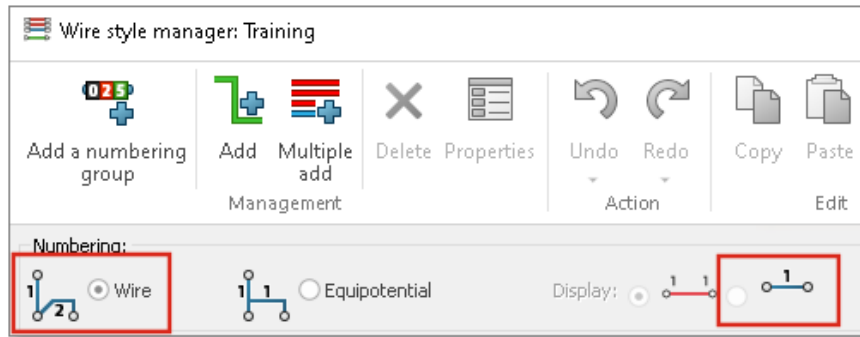 Wire style manager: Training
025
Add a numbering group
Add
Multiple add
Delete
Properties
Undo
Redo
Copy
Paste
Management
Action
Edit
Numbering:
1 2
Wire
1 1
Equipotential
Display:
1 1
1